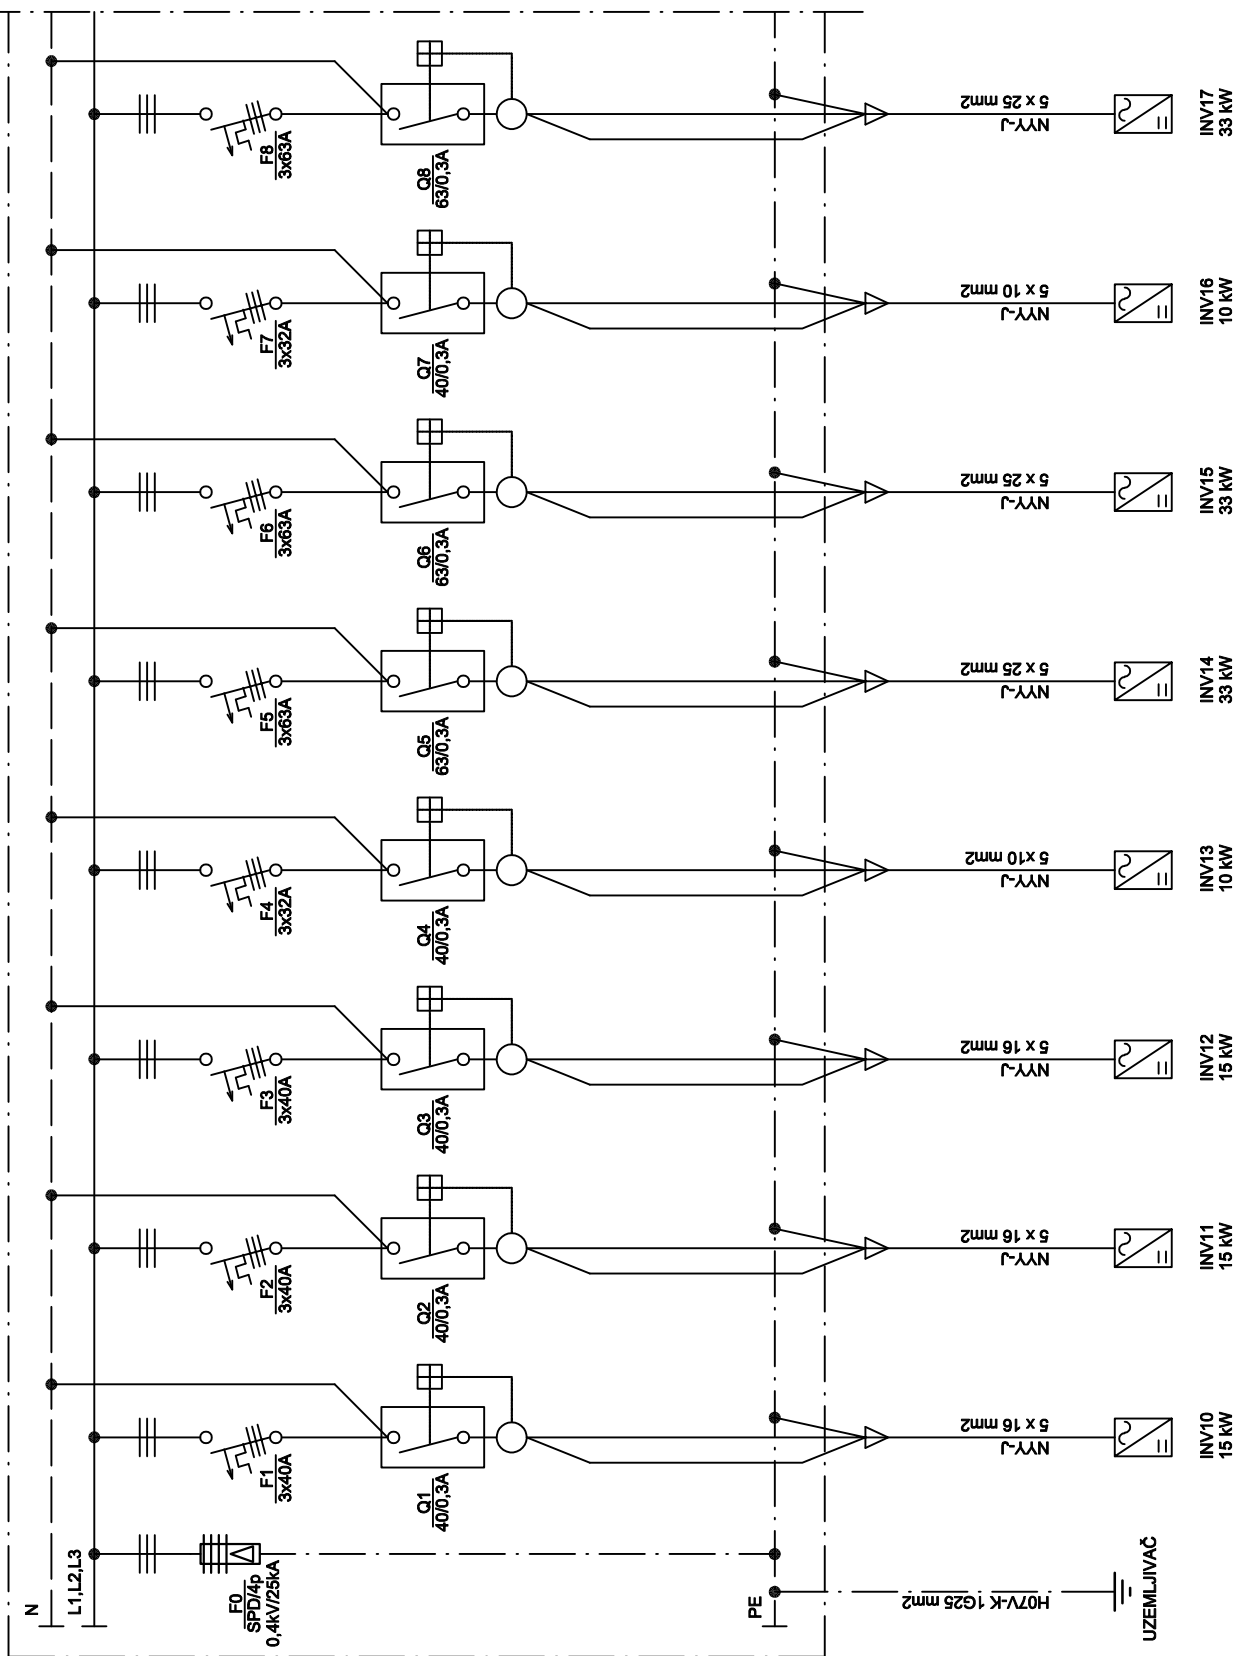 N
L1,L2,L3
F0
SPD/4p
0,4kV/25kA
PE
H07V-K 1G25 mm2
UZEMLJIVAČ
F1
3x40A
Q1
40/0,3A
NYY-J
5 x 16 mm2
INV10
15 kW
F2
3x40A
Q2
40/0,3A
NYY-J
5 x 16 mm2
INV11
15 kW
F3
3x40A
Q3
40/0,3A
NYY-J
5 x 16 mm2
INV12
15 kW
F4
3x32A
Q4
40/0,3A
NYY-J
5 x10 mm2
INV13
10 kW
F5
3x63A
Q5
63/0,3A
NYY-J
5 x 25 mm2
INV14
33 kW
F6
3x63A
Q6
63/0,3A
NYY-J
5 x 25 mm2
INV15
33 kW
F7
3x32A
Q7
40/0,3A
NYY-J
5 x 10 mm2
INV16
10 kW
F8
3x63A
Q8
63/0,3A
NYY-J
5 x 25 mm2
INV17
33 kW